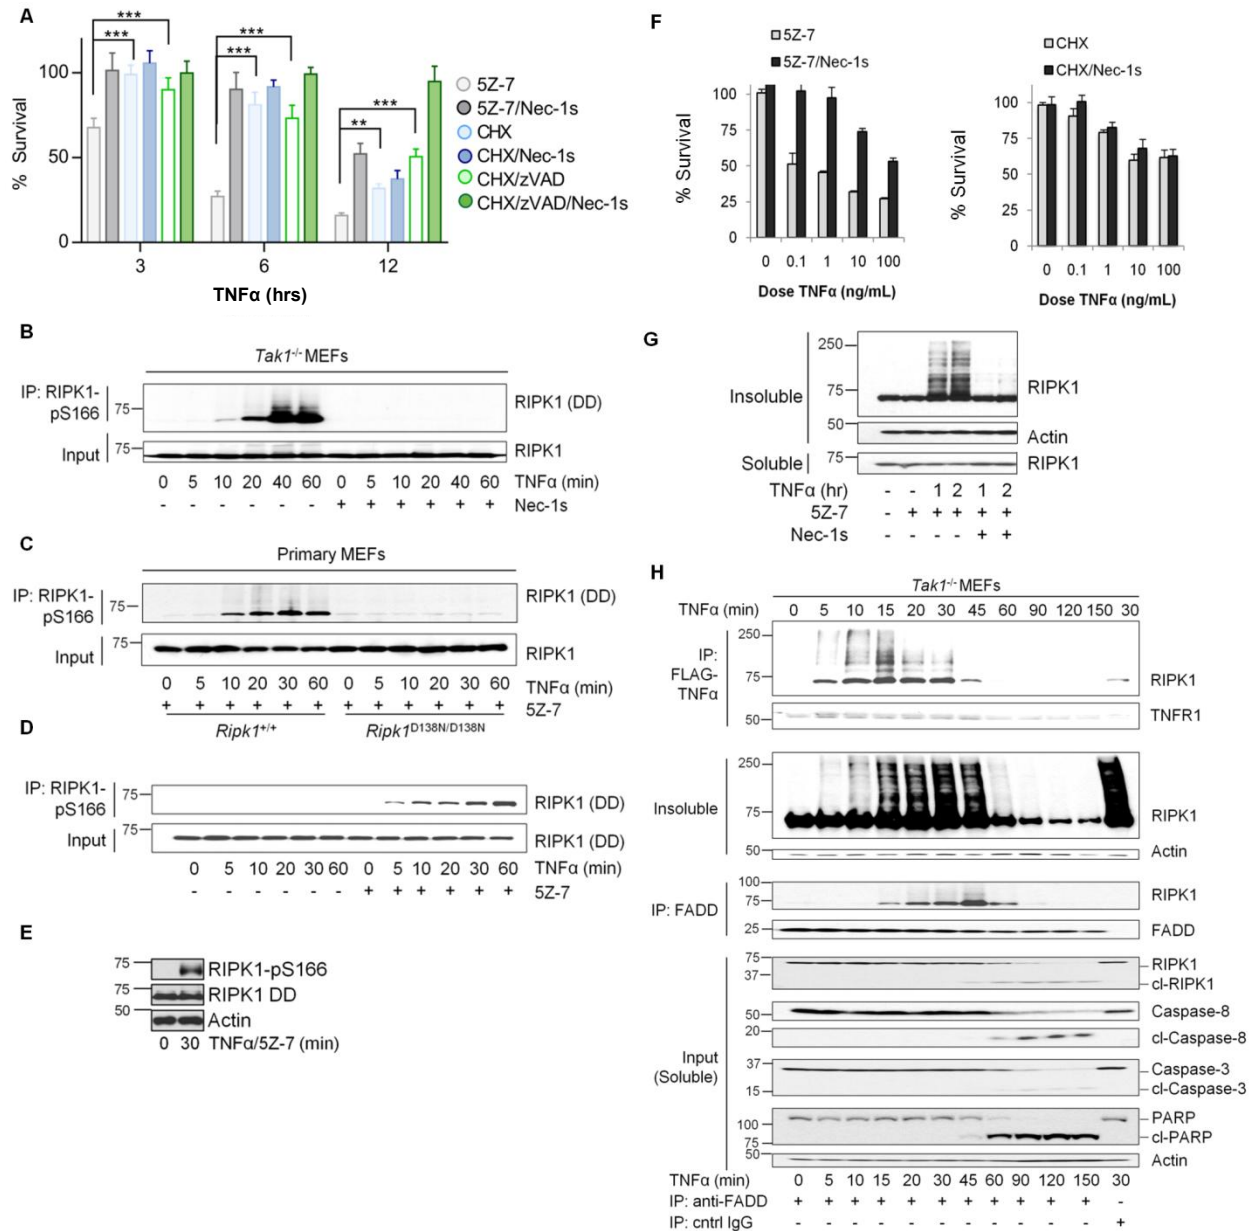 A
% Survival
100
50
0
***
***
***
***
***
**
3 6 12
TNFα (hrs)
5Z-7
5Z-7/Nec-1s
CHX
CHX/Nec-1s
CHX/zVAD
CHX/zVAD/Nec-1s
B
Tak1-/- MEFs
IP: RIPK1-
pS166
75
RIPK1 (DD)
Input
75
RIPK1
0 5 10 20 40 60 0 5 10 20 40 60 TNFα (min)
- - - - - - + + + + + + Nec-1s
C
Primary MEFs
IP: RIPK1-
pS166
75
RIPK1 (DD)
Input
75
RIPK1
0 5 10 20 30 60 0 5 10 20 30 60 TNFα (min)
+ + + + + + + + + + + + 5Z-7
Ripk1+/+ Ripk1D138N/D138N
D
IP: RIPK1-
pS166
75
RIPK1 (DD)
Input
75
RIPK1 (DD)
0 5 10 20 30 60 0 5 10 20 30 60 TNFα (min)
- - - - - - + + + + + + 5Z-7
E
75
RIPK1-pS166
75
RIPK1 DD
50
Actin
0 30 TNFα/5Z-7 (min)
F
5Z-7
5Z-7/Nec-1s
% Survival
100
75
50
25
0
0 0.1 1 10 100
Dose TNFα (ng/mL)
CHX
CHX/Nec-1s
% Survival
100
75
50
25
0
0 0.1 1 10 100
Dose TNFα (ng/mL)
G
Insoluble
250
75
RIPK1
50
Actin
Soluble
75
RIPK1
TNFα (hr) - - 1 2 1 2
5Z-7 - + + + + +
Nec-1s - - - - + +
H
Tak1-/- MEFs
TNFα (min) 0 5 10 15 20 30 45 60 90 120 150 30
IP:
FLAG-
TNFα
250
75
RIPK1
50
TNFR1
Insoluble
250
75
RIPK1
50
Actin
IP: FADD
100
75
RIPK1
25
FADD
Input
(Soluble)
75
37
RIPK1
cl-RIPK1
50
Caspase-8
20
cl-Caspase-8
37
15
Caspase-3
cl-Caspase-3
100
75
PARP
cl-PARP
50
Actin
TNFα (min) 0 5 10 15 20 30 45 60 90 120 150 30
IP: anti-FADD + + + + + + + + + + + -
IP: cntrl IgG - - - - - - - - - - - +